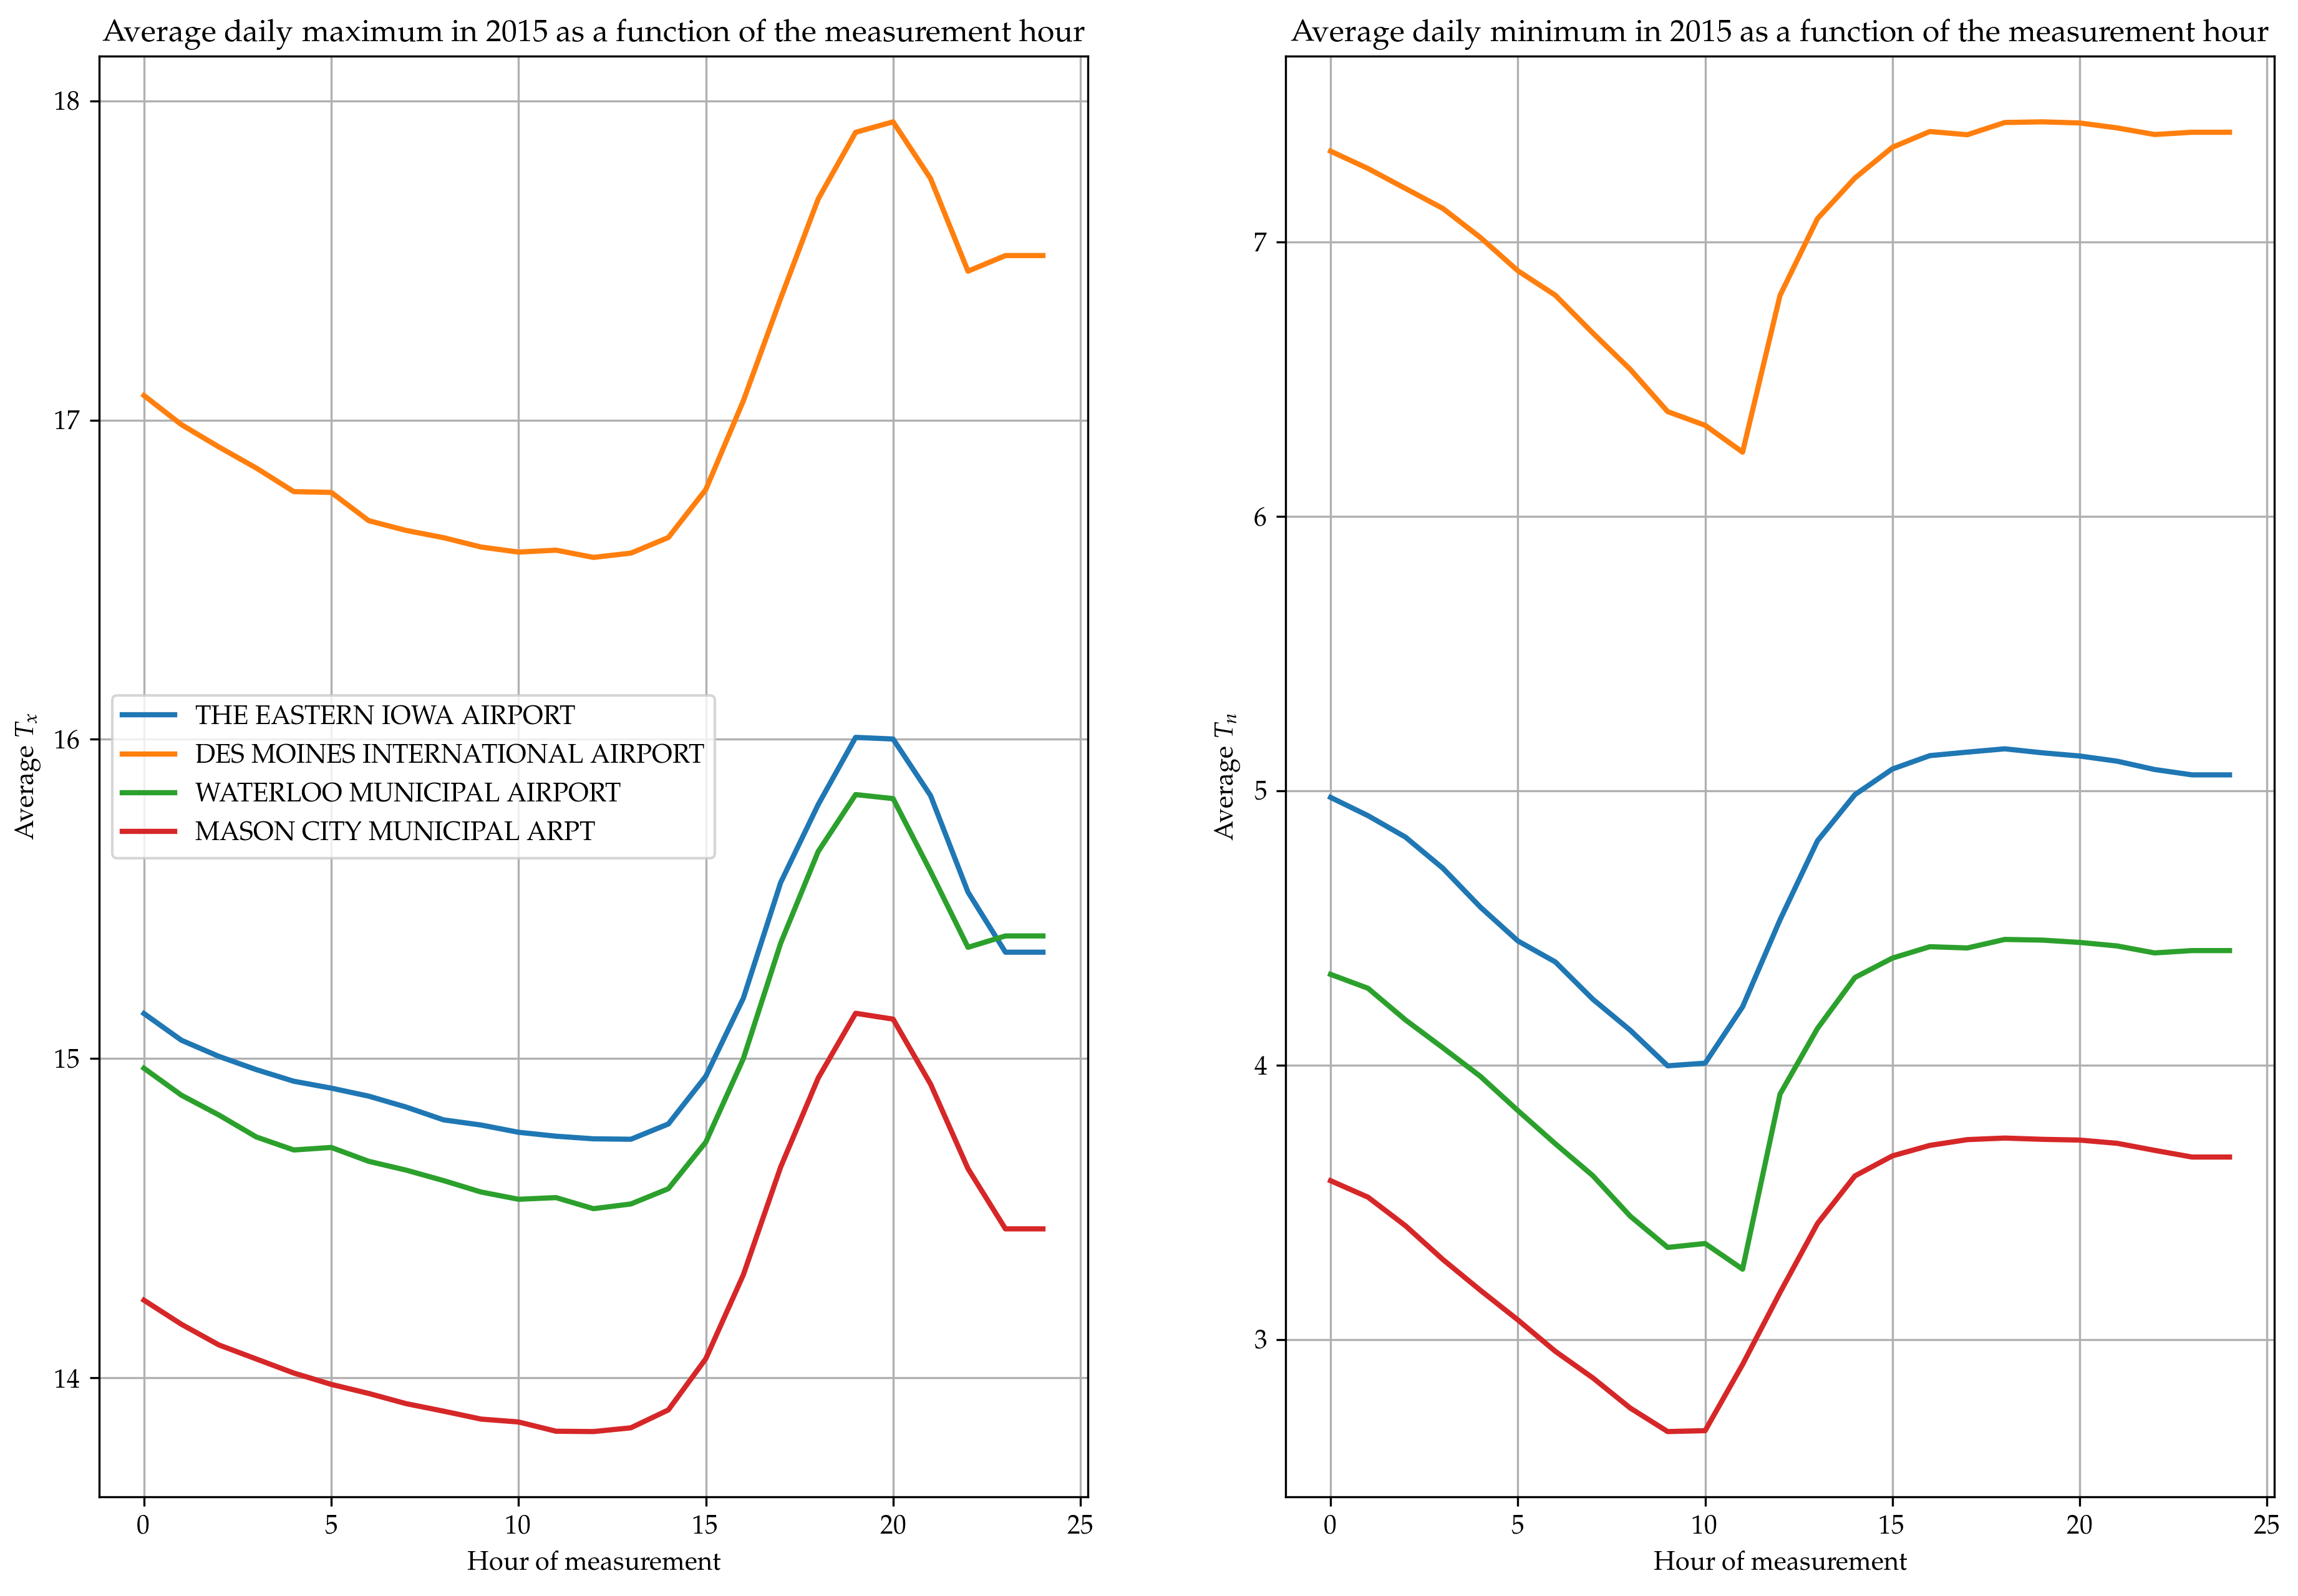 Average daily maximum in 2015 as a function of the measurement hour
18
17
16
15
14
Average Tx
THE EASTERN IOWA AIRPORT
DES MOINES INTERNATIONAL AIRPORT
WATERLOO MUNICIPAL AIRPORT
MASON CITY MUNICIPAL ARPT
0 5 10 15 20 25
Hour of measurement
Average daily minimum in 2015 as a function of the measurement hour
7
6
5
4
3
Average Tn
0 5 10 15 20 25
Hour of measurement